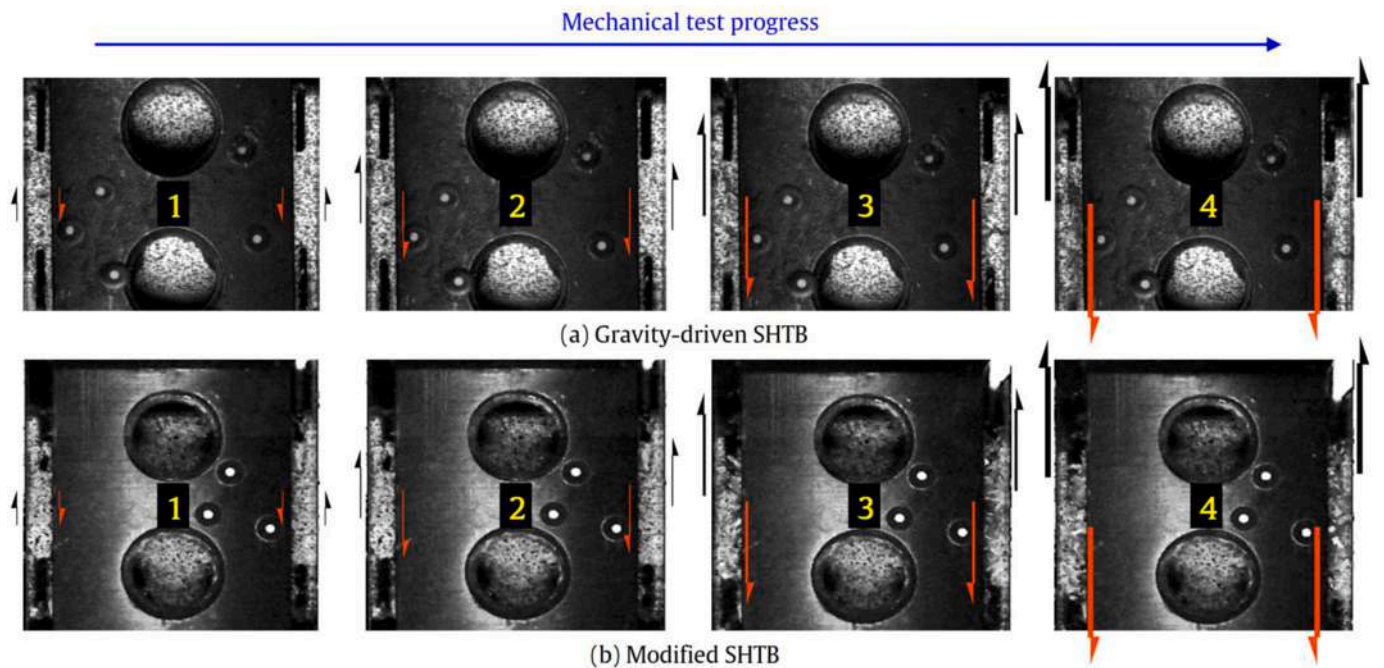 Mechanical test progress
1 2 3 4
(a) Gravity-driven SHTB
1 2 3 4
(b) Modified SHTB